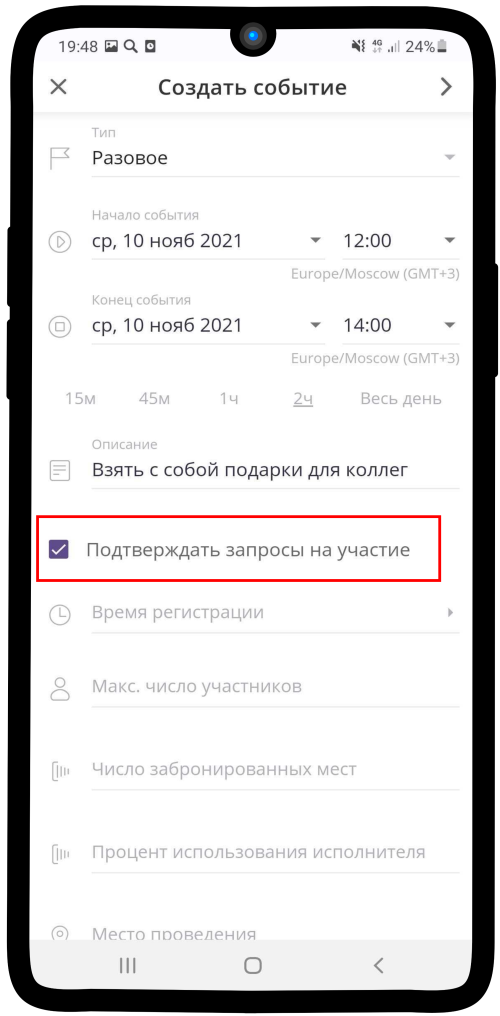 19:48 4G 24%
Создать событие
Тип
Разовое
Начало события
ср, 10 нояб 2021 12:00
Europe/Moscow (GMT+3)
Конец события
ср, 10 нояб 2021 14:00
Europe/Moscow (GMT+3)
15м 45м 1ч 2ч Весь день
Описание
Взять с собой подарки для коллег
Подтверждать запросы на участие
Время регистрации
Макс. число участников
Число забронированных мест
Процент использования исполнителя
Место проведения